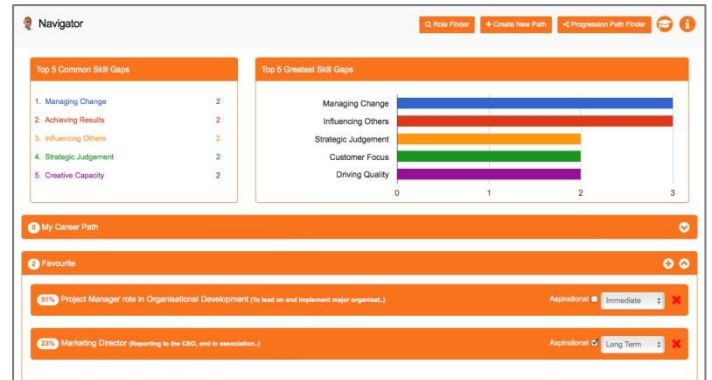 Navigator
Role Finder
Create New Path
Progression Path Finder
Top 5 Common Skill Gaps
1. Managing Change 2
2. Achieving Results 2
3. Influencing Others 2
4. Strategic Judgement 2
5. Creative Capacity 2
Top 5 Greatest Skill Gaps
Managing Change
Influencing Others
Strategic Judgement
Customer Focus
Driving Quality
0 1 2 3
0 My Career Path
2 Favourite
51% Project Manager role in Organisational Development (To lead on and implement major organisat..) Aspirational Immediate
23% Marketing Director (Reporting to the CEO, and in association..) Aspirational Long Term